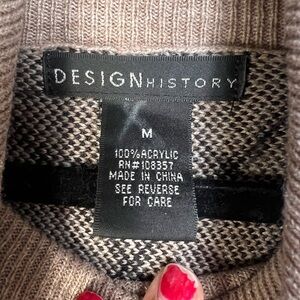 DESIGNHISTORY
M
100%ACRYLIC
RN#108357
MADE IN CHINA
SEE REVERSE
FOR CARE